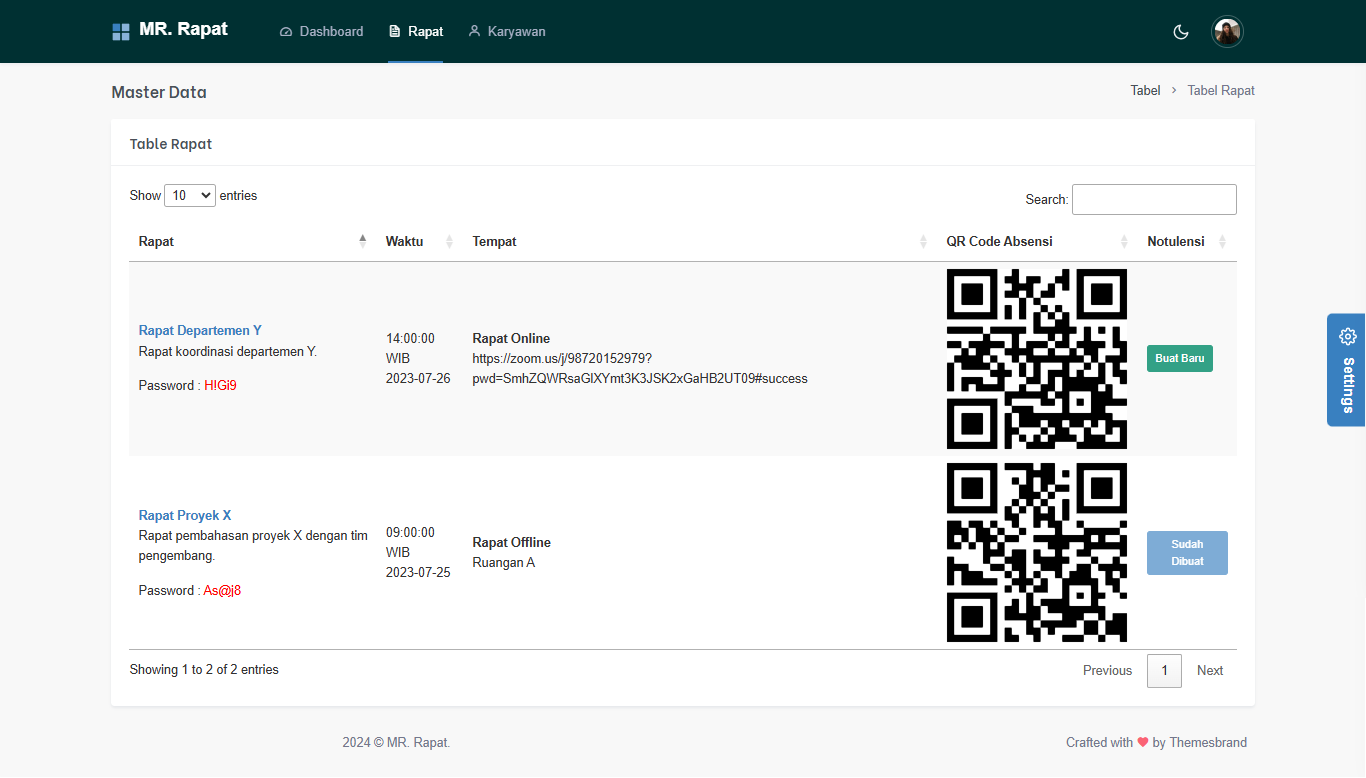 MR. Rapat
Dashboard
Rapat
Karyawan
Master Data
Tabel
Tabel Rapat
Table Rapat
Show 10 entries
Search:
Rapat
Waktu
Tempat
QR Code Absensi
Notulensi
Rapat Departemen Y
Rapat koordinasi departemen Y.
Password : H!Gi9
14:00:00
WIB
2023-07-26
Rapat Online
https://zoom.us/j/98720152979?
pwd=SmhZQWRsaGlXYmt3K3JSK2xGaHB2UT09#success
Buat Baru
Rapat Proyek X
Rapat pembahasan proyek X dengan tim
pengembang.
Password : As@j8
09:00:00
WIB
2023-07-25
Rapat Offline
Ruangan A
Sudah
Dibuat
Settings
Showing 1 to 2 of 2 entries
Previous
1
Next
2024 © MR. Rapat.
Crafted with ❤ by Themesbrand